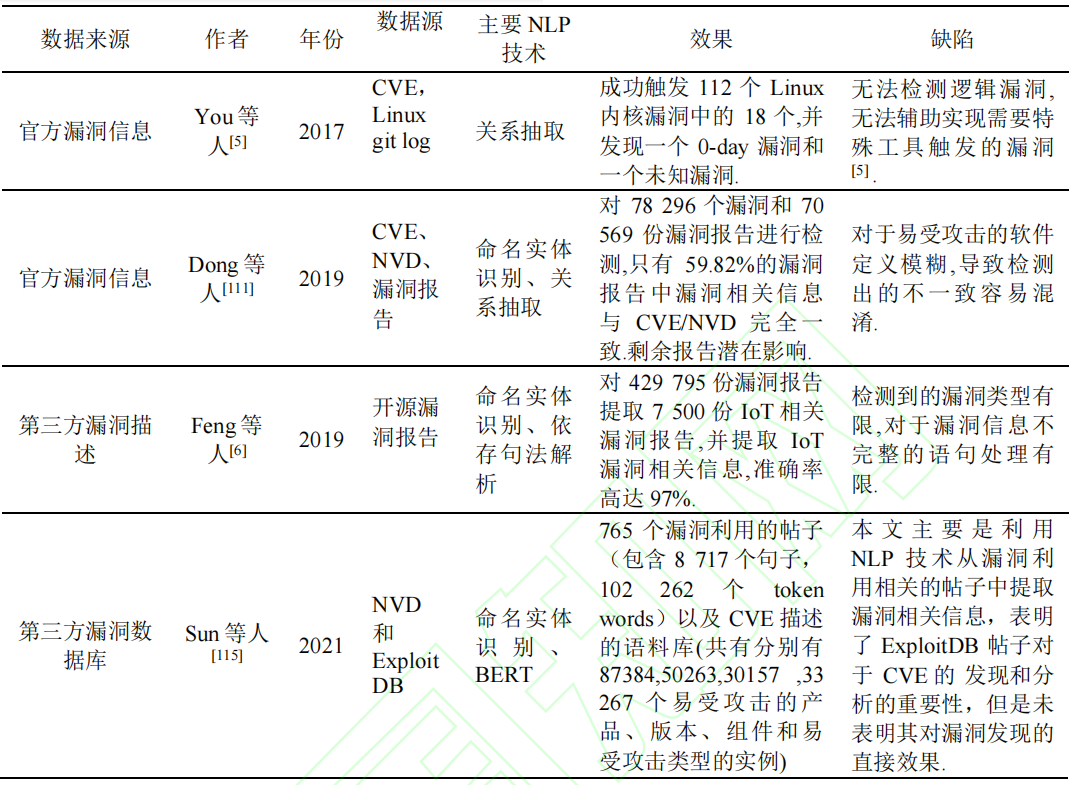 数据来源 作者 年份 数据源 主要 NLP
技术 效果 缺陷
官方漏洞信息
You 等
人[5]
2017
CVE，
Linux
git log
关系抽取
成功触发 112 个 Linux
内核漏洞中的 18 个,并
发现一个 0-day 漏洞和
一个未知漏洞.
无法检测逻辑漏洞,
无法辅助实现需要特
殊工具触发的漏洞
[5] .
官方漏洞信息
Dong 等
人[111]
2019
CVE、
NVD、
漏洞报
告
命名实体
识别、关
系抽取
对 78 296 个漏洞和 70
569 份漏洞报告进行检
测,只有 59.82%的漏洞
报告中漏洞相关信息
与 CVE/NVD 完全一
致.剩余报告潜在影响.
对于易受攻击的软件
定义模糊,导致检测
出的不一致容易混
淆.
第三方漏洞描
述
Feng 等
人[6]
2019
开源漏
洞报告
命名实体
识别、依
存句法解
析
对 429 795 份漏洞报告
提取 7 500 份 IoT 相关
漏洞报告,并提取 IoT
漏洞相关信息,准确率
高达 97%.
检测到的漏洞类型有
限,对于漏洞信息不
完整的语句处理有
限.
第三方漏洞数
据库
Sun 等人
[115]
2021
NVD
和
Exploit
DB
命名实体
识别、
BERT
765 个漏洞利用的帖子
（包含 8 717 个句子，
102 262 个 token
words）以及 CVE 描述
的语料库(共有分别有
87384,50263,30157 ,33
267 个易受攻击的产
品、版本、组件和易
受攻击类型的实例)
本文主要是利用
NLP 技术从漏洞利
用相关的帖子中提取
漏洞相关信息，表明
了 ExploitDB 帖子对
于 CVE 的 发现和分
析的重要性，但是未
表明其对漏洞发现的
直接效果.